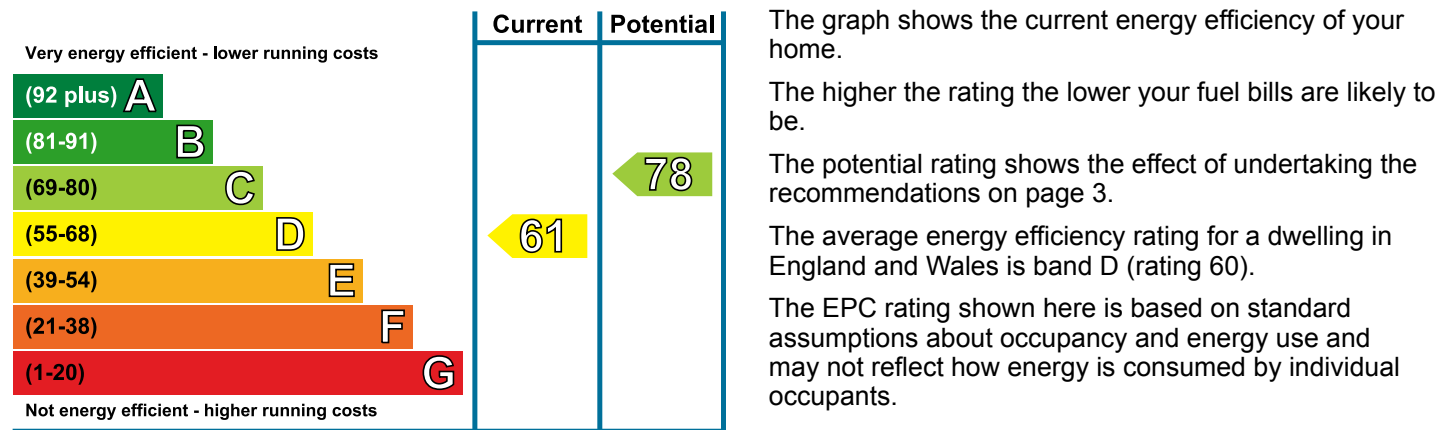 Current Potential
Very energy efficient - lower running costs
(92 plus) A
(81-91) B
(69-80) C
78
(55-68) D
61
(39-54) E
(21-38) F
(1-20) G
Not energy efficient - higher running costs
The graph shows the current energy efficiency of your
home.
The higher the rating the lower your fuel bills are likely to
be.
The potential rating shows the effect of undertaking the
recommendations on page 3.
The average energy efficiency rating for a dwelling in
England and Wales is band D (rating 60).
The EPC rating shown here is based on standard
assumptions about occupancy and energy use and
may not reflect how energy is consumed by individual
occupants.